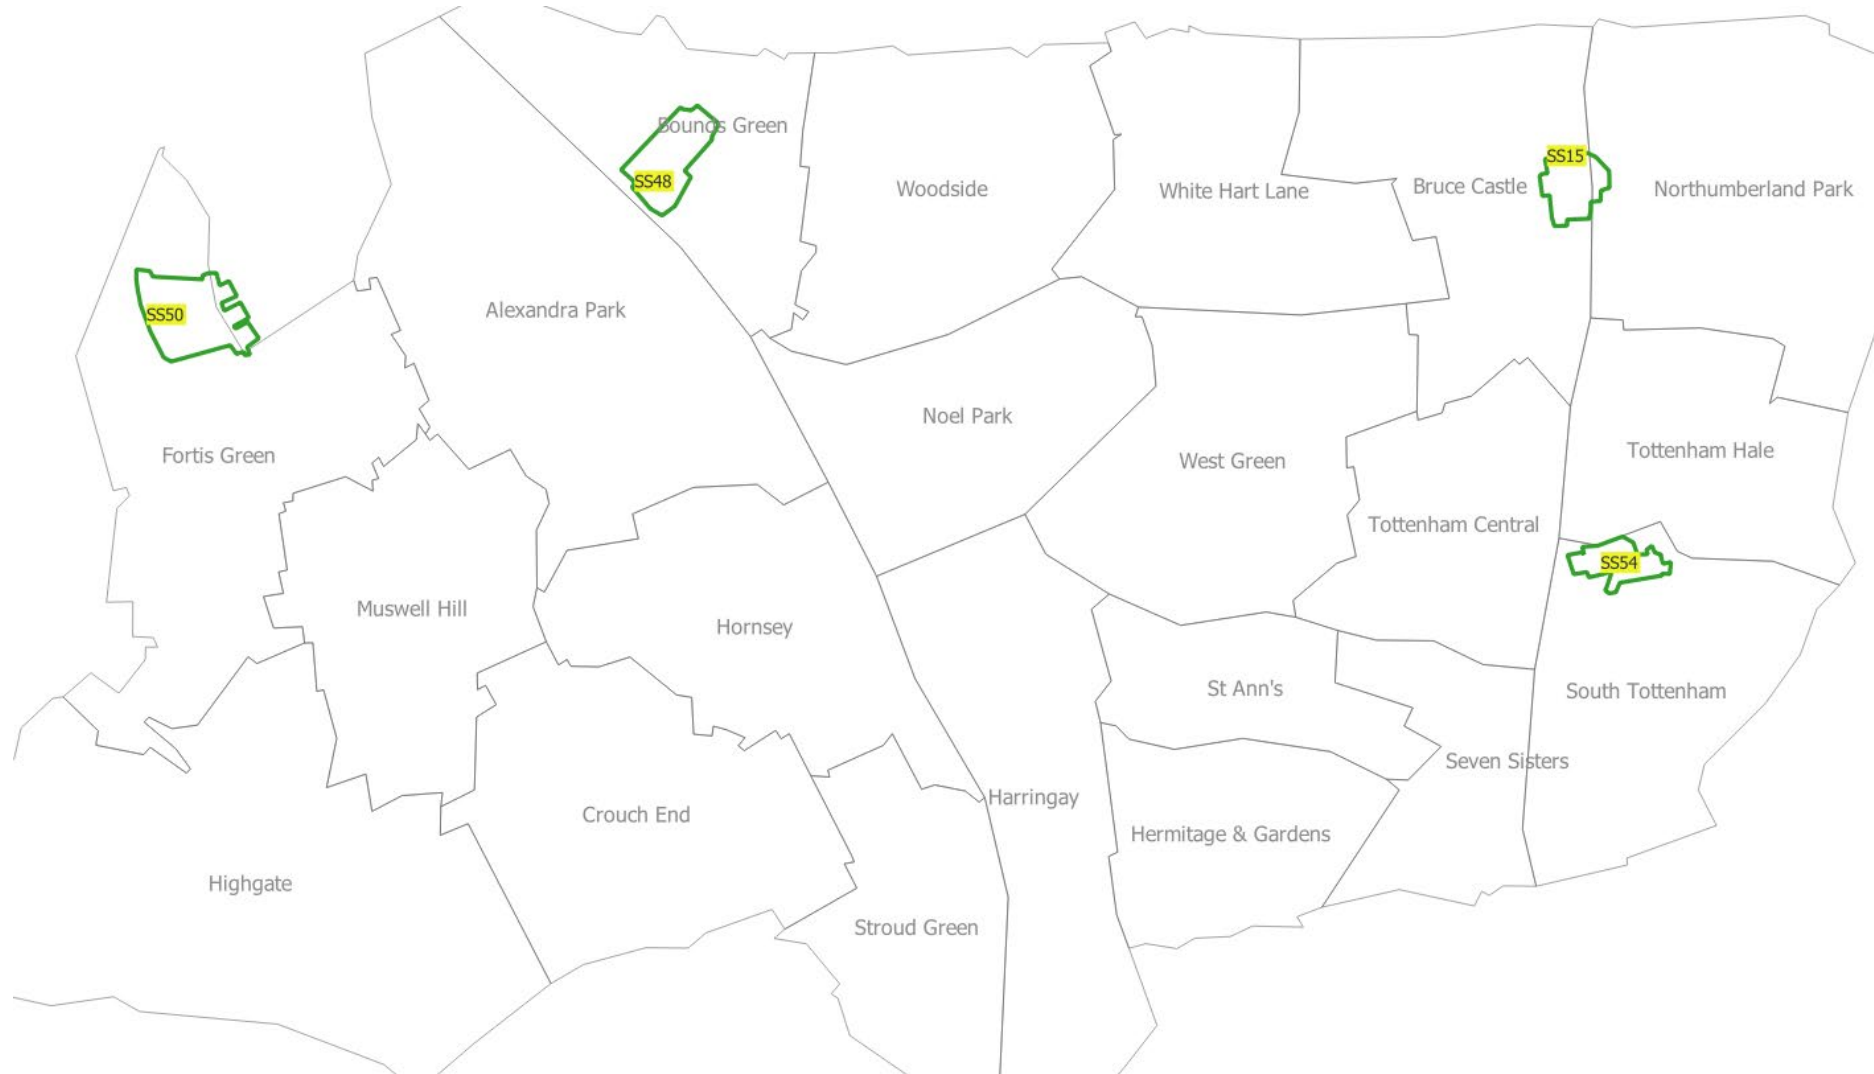 Bounds Green
SS15
SS48
Woodside
White Hart Lane
Bruce Castle
Northumberland Park
SS50
Alexandra Park
Noel Park
Fortis Green
West Green
Tottenham Hale
Tottenham Central
SS54
Muswell Hill
Hornsey
St Ann's
South Tottenham
Seven Sisters
Harringay
Crouch End
Hermitage & Gardens
Highgate
Stroud Green